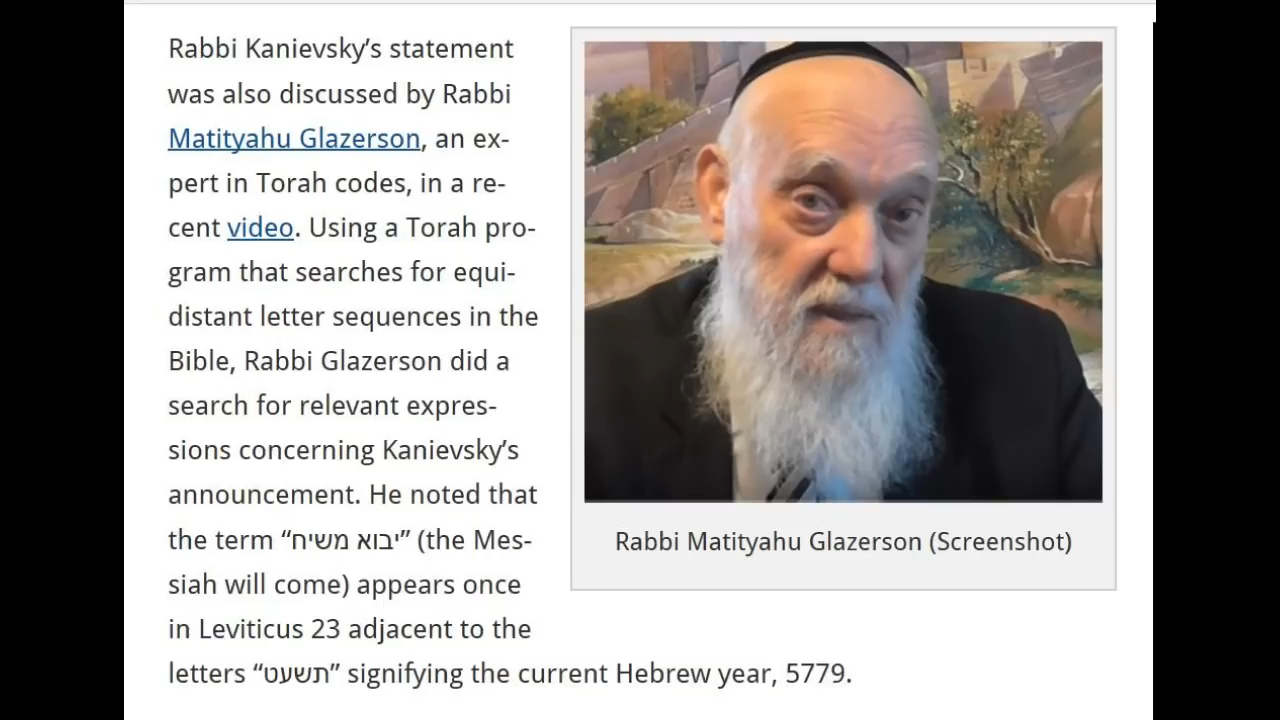 Rabbi Kanievsky’s statement
was also discussed by Rabbi
Matityahu Glazerson, an ex-
pert in Torah codes, in a re-
cent video. Using a Torah pro-
gram that searches for equi-
distant letter sequences in the
Bible, Rabbi Glazerson did a
search for relevant expres-
sions concerning Kanievsky’s
announcement. He noted that
the term “יבוא משיח” (the Mes-
siah will come) appears once
in Leviticus 23 adjacent to the
letters “תשעט” signifying the current Hebrew year, 5779.
Rabbi Matityahu Glazerson (Screenshot)